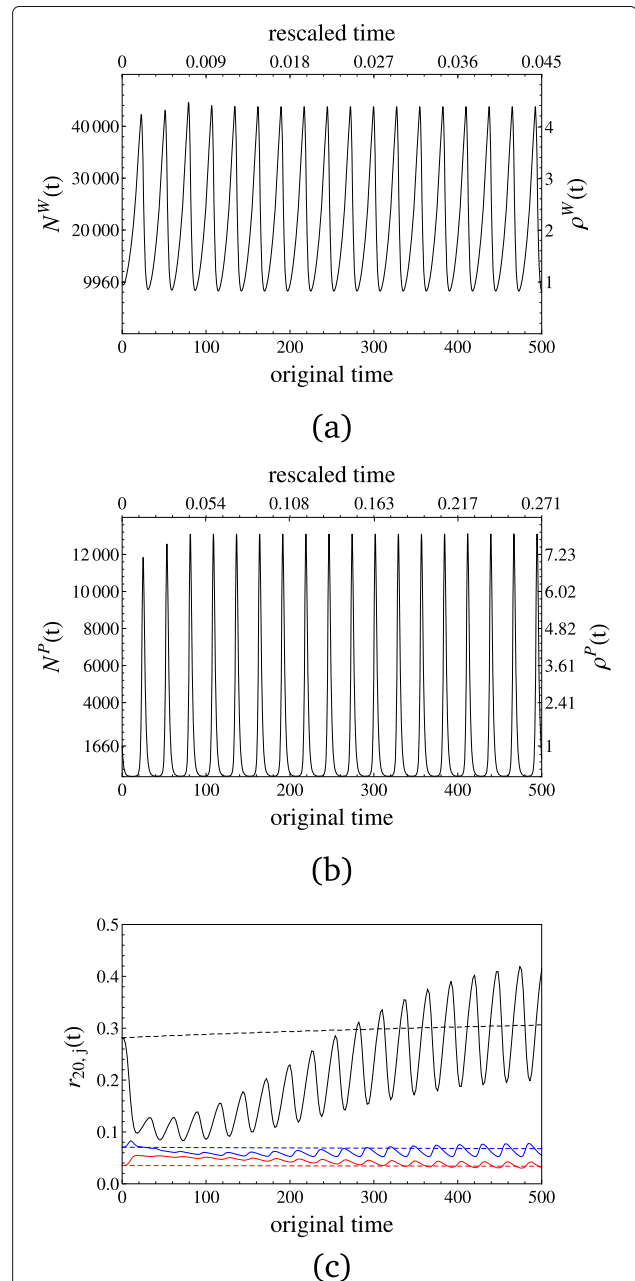 rescaled time
0 0.009 0.018 0.027 0.036 0.045
40 000
30 000
20 000
9960
N^W(t)
4
3
2
1
ρ^W(t)
0 100 200 300 400 500
original time
(a)
rescaled time
0 0.054 0.108 0.163 0.217 0.271
12 000
10 000
8000
6000
4000
1660
N^P(t)
7.23
6.02
4.82
3.61
2.41
1
ρ^P(t)
0 100 200 300 400 500
original time
(b)
0.5
0.4
0.3
0.2
0.1
0.0
r_{20, j}(t)
0 100 200 300 400 500
original time
(c)